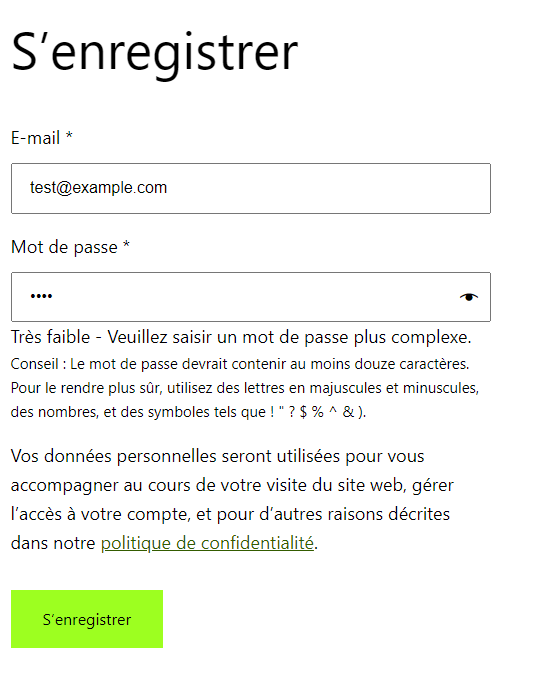 S’enregistrer
E-mail *
test@example.com
Mot de passe *
••••
Très faible - Veuillez saisir un mot de passe plus complexe.
Conseil : Le mot de passe devrait contenir au moins douze caractères.
Pour le rendre plus sûr, utilisez des lettres en majuscules et minuscules,
des nombres, et des symboles tels que ! " ? $ % ^ & ).
Vos données personnelles seront utilisées pour vous
accompagner au cours de votre visite du site web, gérer
l’accès à votre compte, et pour d’autres raisons décrites
dans notre politique de confidentialité.
S’enregistrer